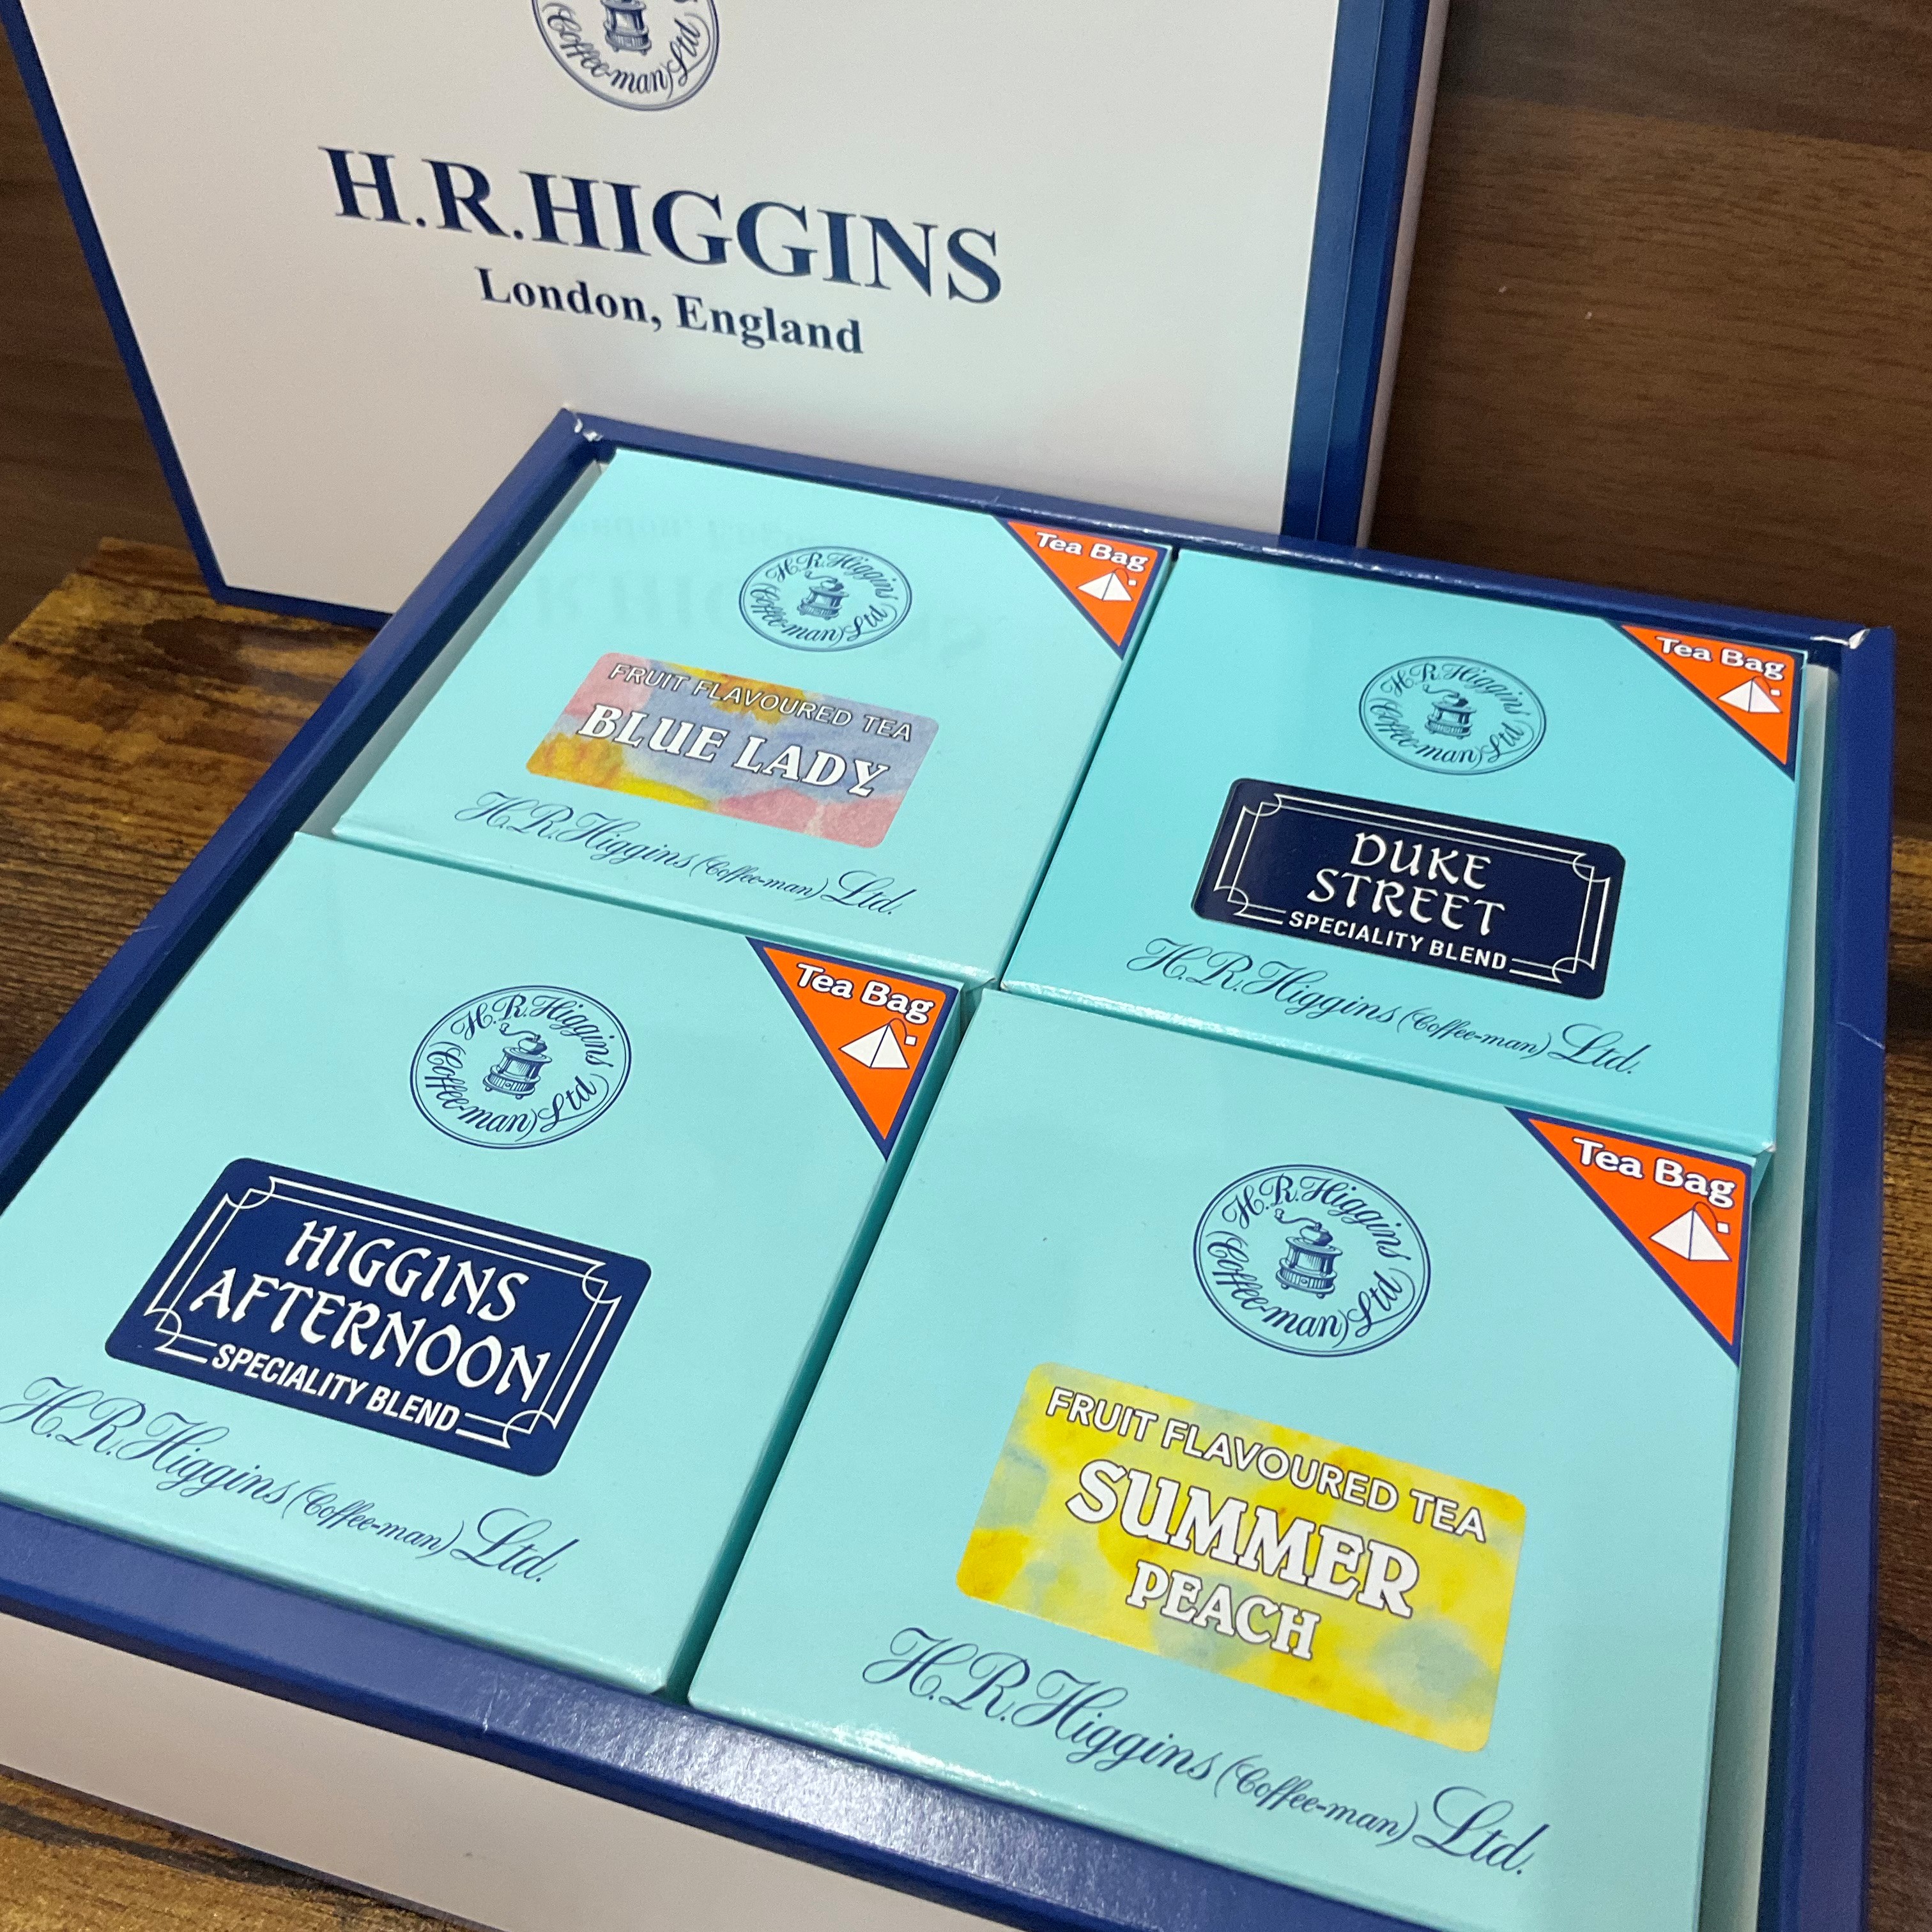 Coffee-man) Ltd
H.R.HIGGINS
London, England
H.R.Higgins
(Coffee-man) Ltd
Tea Bag
FRUIT FLAVOURED TEA
BLUE LADY
H.R.Higgins (Coffee-man) Ltd.
H.R.Higgins
(Coffee-man) Ltd
Tea Bag
DUKE
STREET
SPECIALITY BLEND
H.R.Higgins (Coffee-man) Ltd.
H.R.Higgins
(Coffee-man) Ltd
Tea Bag
HIGGINS
AFTERNOON
SPECIALITY BLEND
H.R.Higgins (Coffee-man) Ltd.
H.R.Higgins
(Coffee-man) Ltd
Tea Bag
FRUIT FLAVOURED TEA
SUMMER
PEACH
H.R.Higgins (Coffee-man) Ltd.